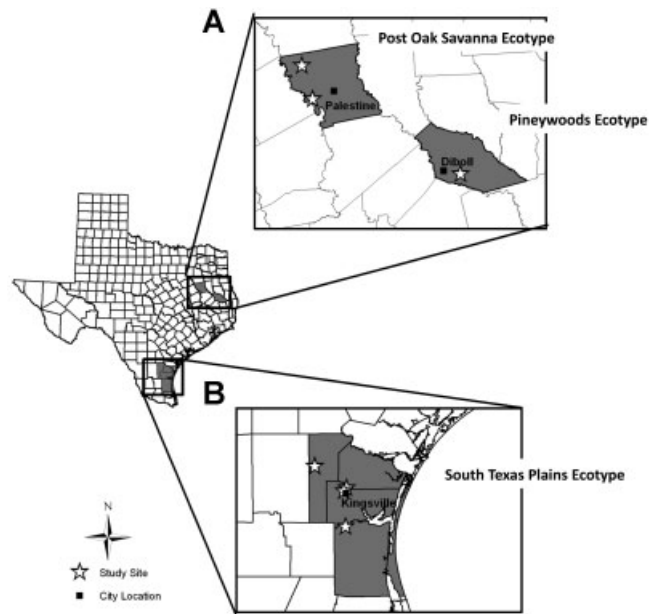 A
Post Oak Savanna Ecotype
Palestine
Pineywoods Ecotype
Diboll
B
South Texas Plains Ecotype
Kingsville
N
Study Site
City Location